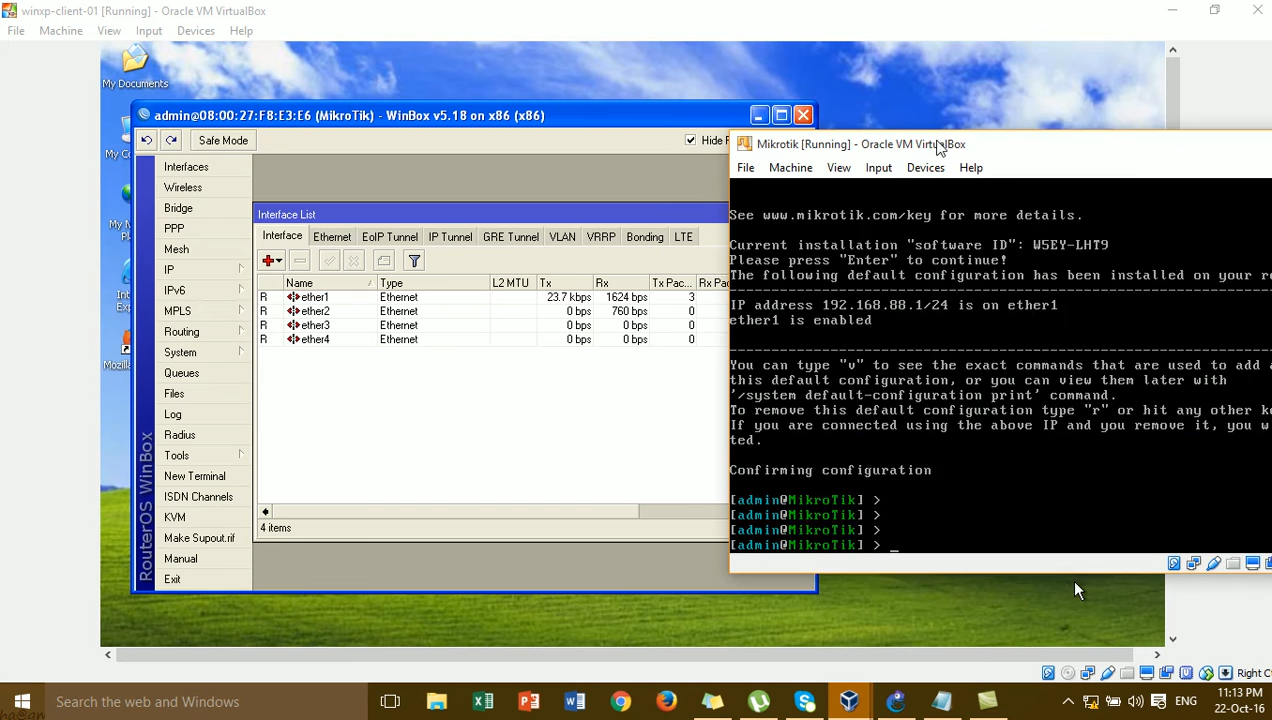 winxp-client-01 [Running] - Oracle VM VirtualBox
File Machine View Input Devices Help
My Documents
admin@08:00:27:F8:E3:E6 (MikroTik) - WinBox v5.18 on x86 (x86)
Safe Mode
Interfaces
Wireless
Bridge
PPP
Mesh
IP
IPv6
MPLS
Routing
System
Queues
Files
Log
Radius
Tools
New Terminal
ISDN Channels
KVM
Make Supout.rif
Manual
Exit
RouterOS WinBox
Interface List
Interface Ethernet EoIP Tunnel IP Tunnel GRE Tunnel VLAN VRRP Bonding LTE
Name Type L2 MTU Tx Rx Tx Pac... Rx Pac
R ether1 Ethernet 23.7 kbps 1624 bps 3
R ether2 Ethernet 0 bps 760 bps 0
R ether3 Ethernet 0 bps 0 bps 0
R ether4 Ethernet 0 bps 0 bps 0
4 items
Mikrotik [Running] - Oracle VM VirtualBox
File Machine View Input Devices Help
See www.mikrotik.com/key for more details.
Current installation "software ID": W5EY-LHT9
Please press "Enter" to continue!
The following default configuration has been installed on your
IP address 192.168.88.1/24 is on ether1
ether1 is enabled
You can type "v" to see the exact commands that are used to add
this default configuration, or you can view them later with
'/system default-configuration print' command.
To remove this default configuration type "r" or hit any other
If you are connected using the above IP and you remove it, you
ted.
Confirming configuration
[admin@MikroTik] >
[admin@MikroTik] >
[admin@MikroTik] >
[admin@MikroTik] > _
Right C
Search the web and Windows
ENG
11:13 PM
22-Oct-16